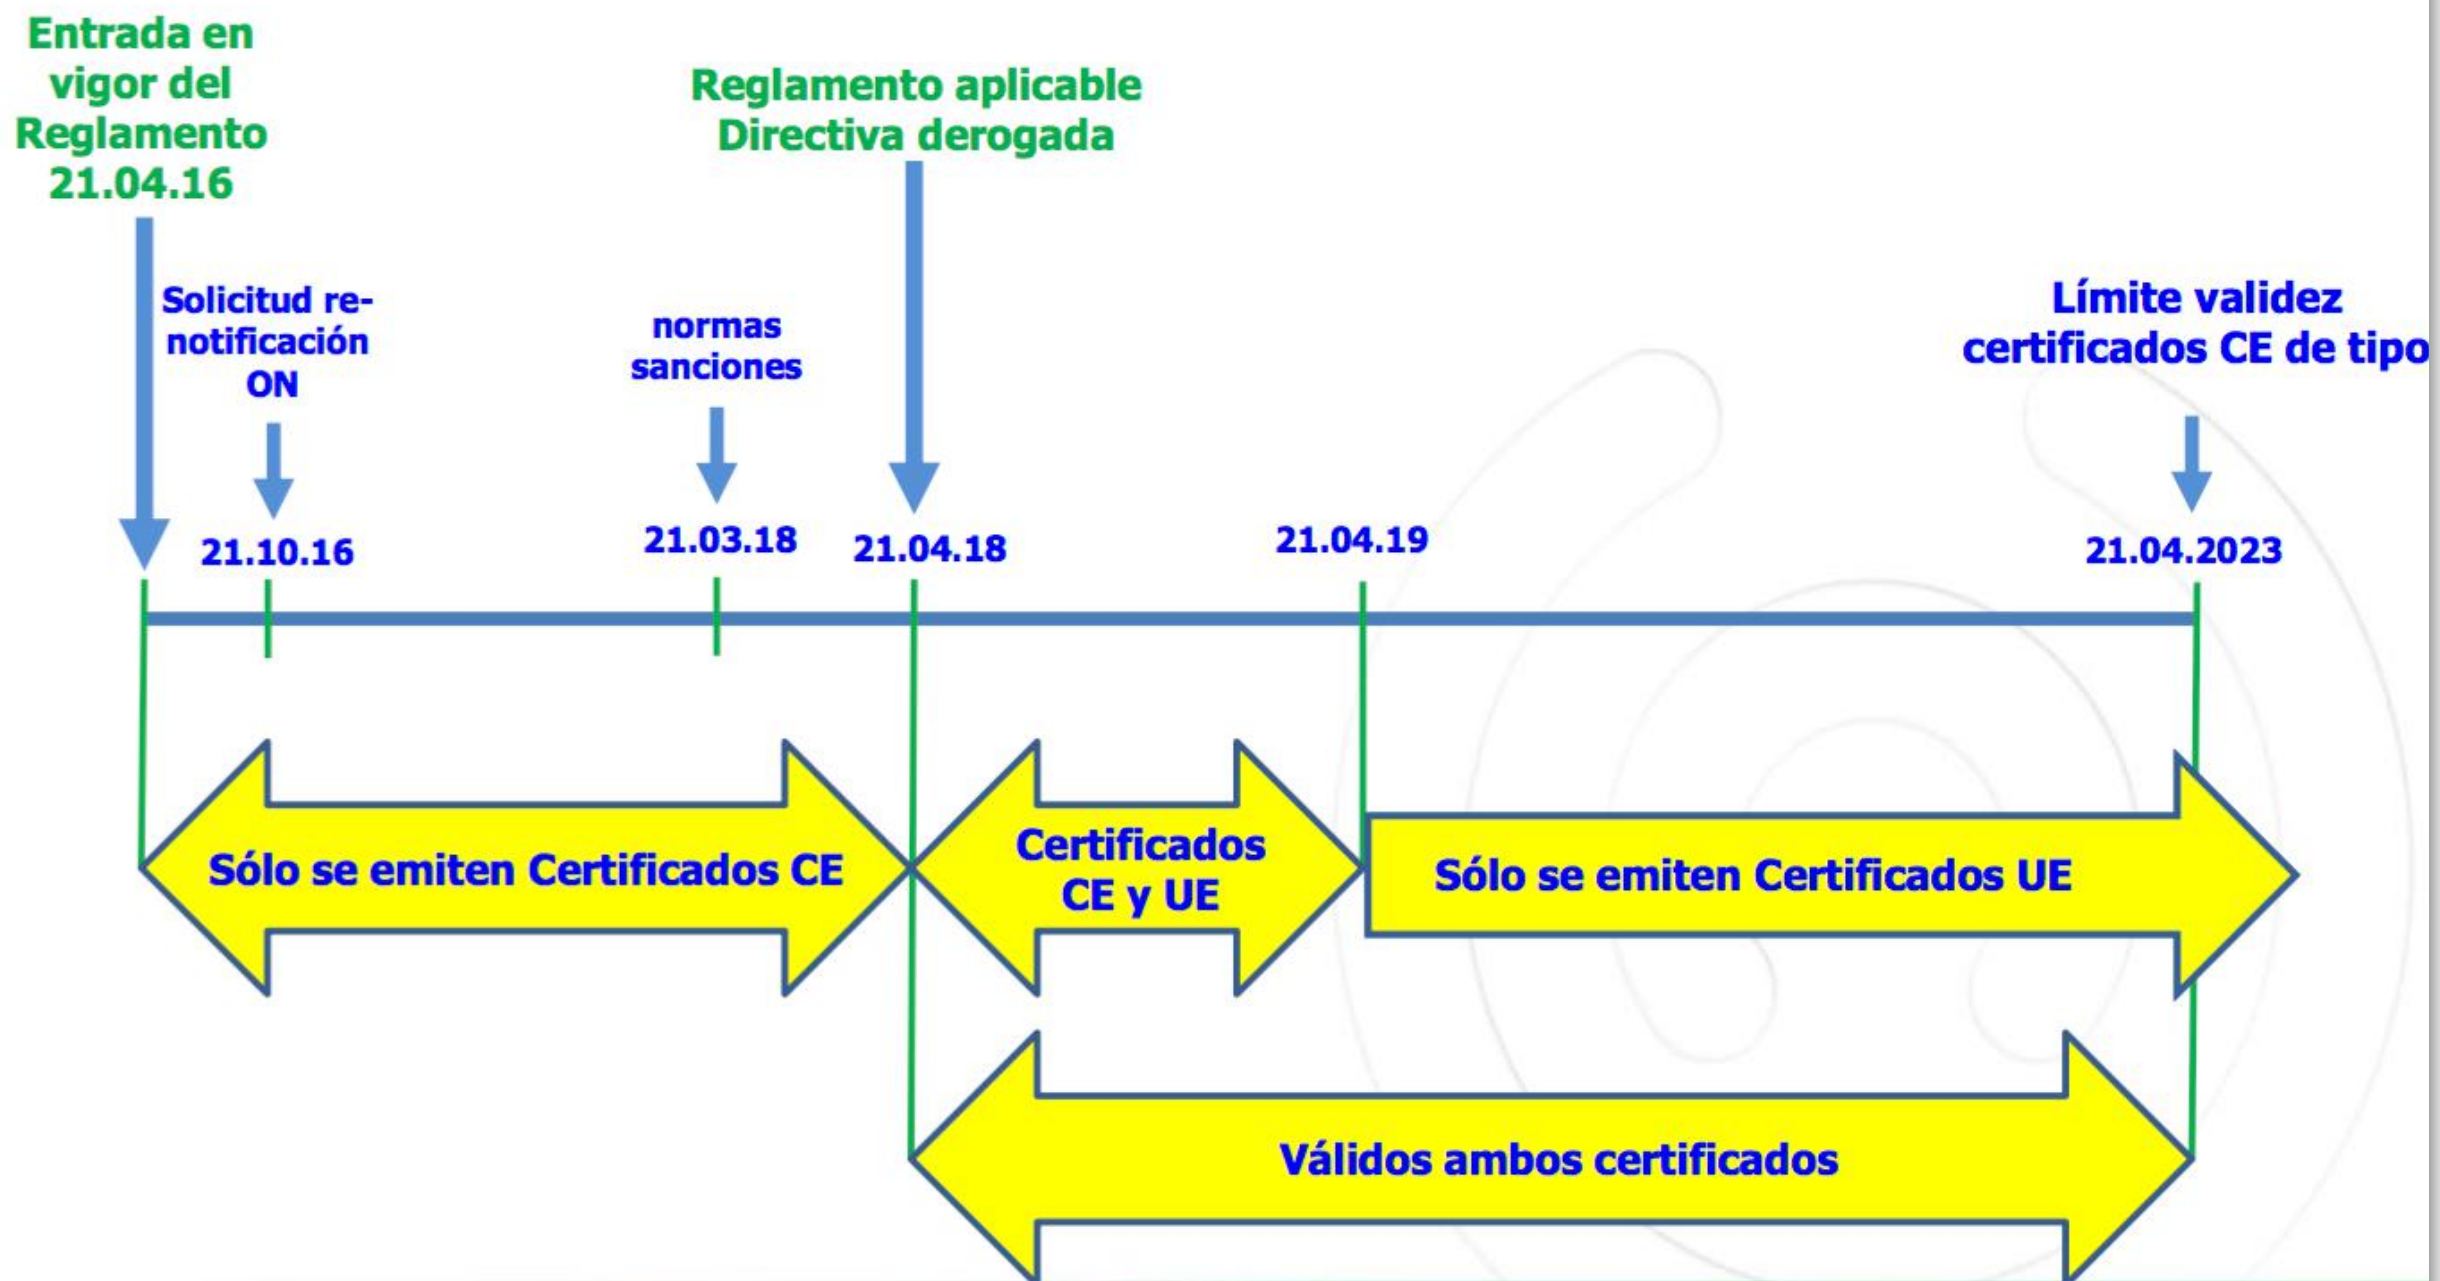 Entrada en
vigor del
Reglamento
21.04.16
Reglamento aplicable
Directiva derogada
Solicitud re-
notificación
ON
normas
sanciones
Límite validez
certificados CE de tipo
21.10.16
21.03.18
21.04.18
21.04.19
21.04.2023
Sólo se emiten Certificados CE
Certificados
CE y UE
Sólo se emiten Certificados UE
Válidos ambos certificados